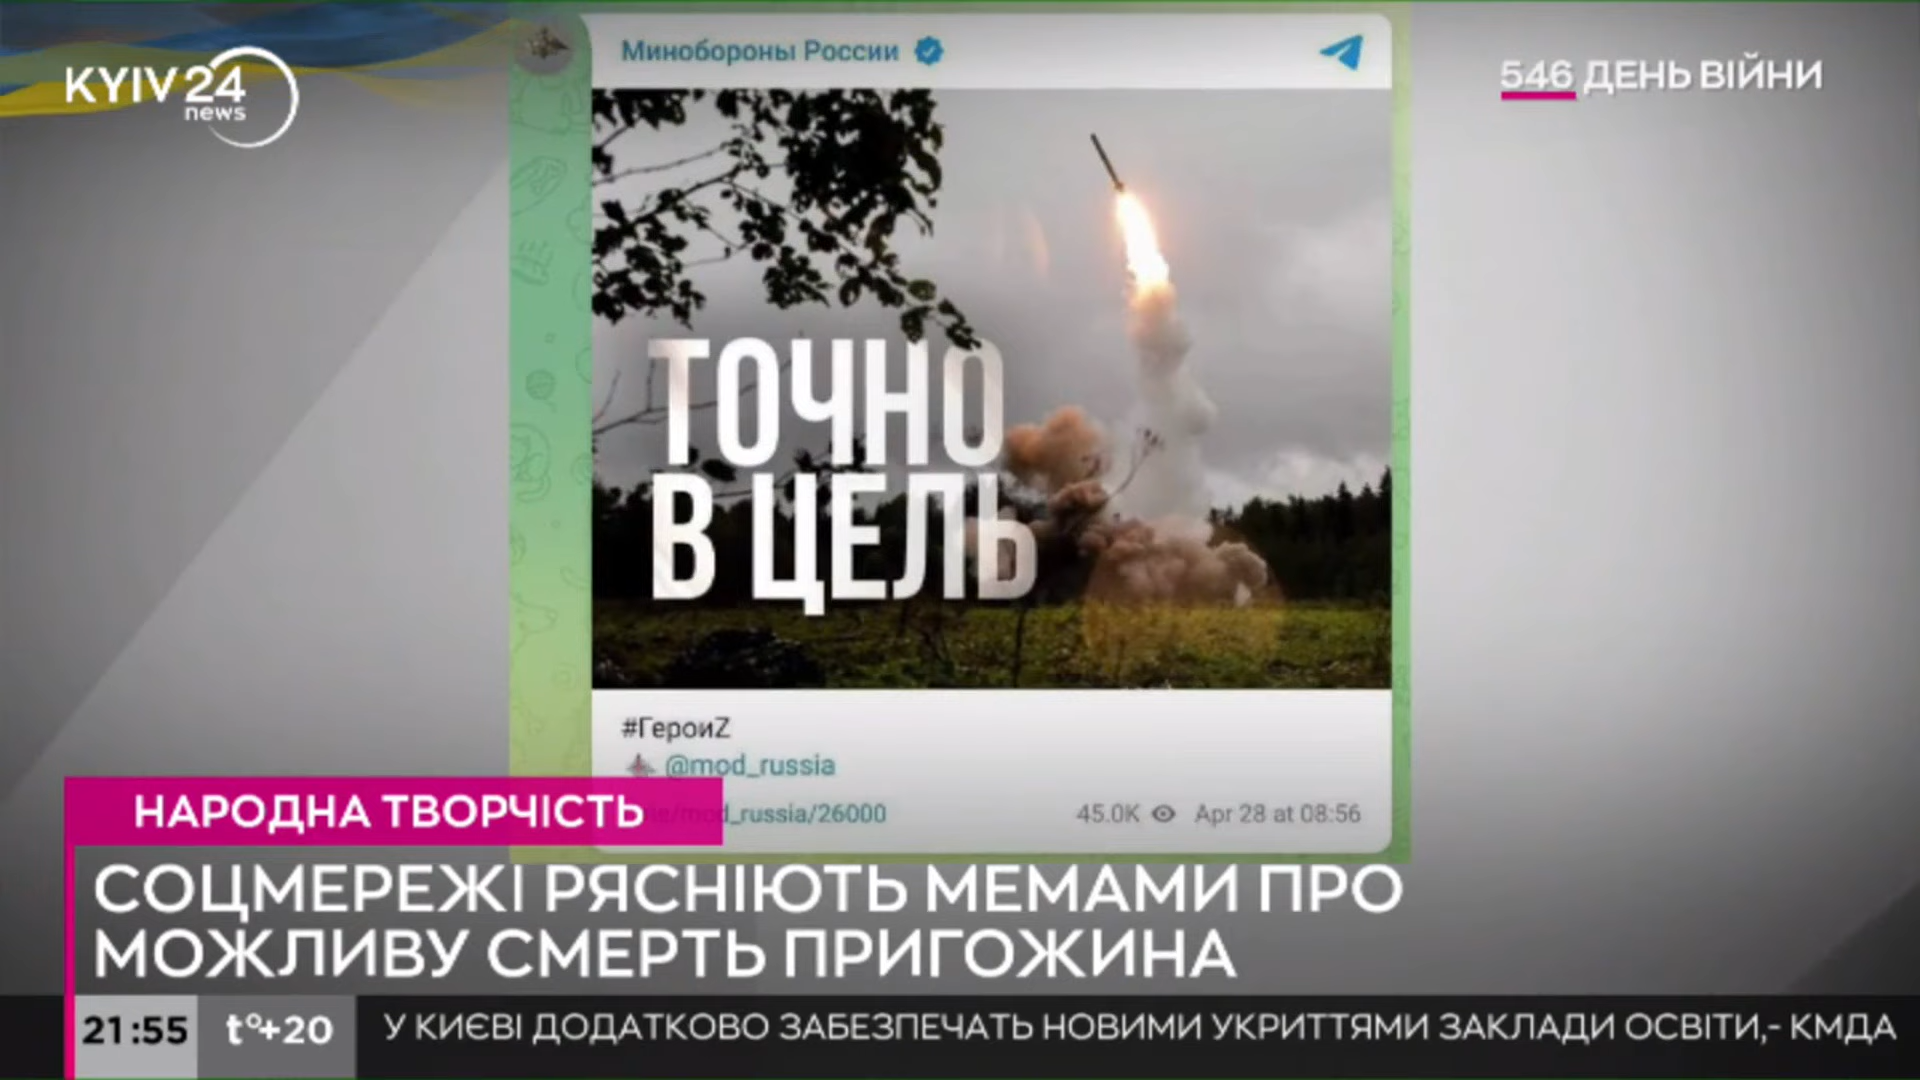 KYIV 24
news
546 ДЕНЬ ВІЙНИ
Минобороны России
ТОЧНО
В ЦЕЛЬ
#ГероиZ
@mod_russia
/mod_russia/26000
45.0K Apr 28 at 08:56
НАРОДНА ТВОРЧІСТЬ
СОЦМЕРЕЖІ РЯСНІЮТЬ МЕМАМИ ПРО
МОЖЛИВУ СМЕРТЬ ПРИГОЖИНА
21:55 t°+20 У КИЄВІ ДОДАТКОВО ЗАБЕЗПЕЧАТЬ НОВИМИ УКРИТТЯМИ ЗАКЛАДИ ОСВІТИ,- КМДА